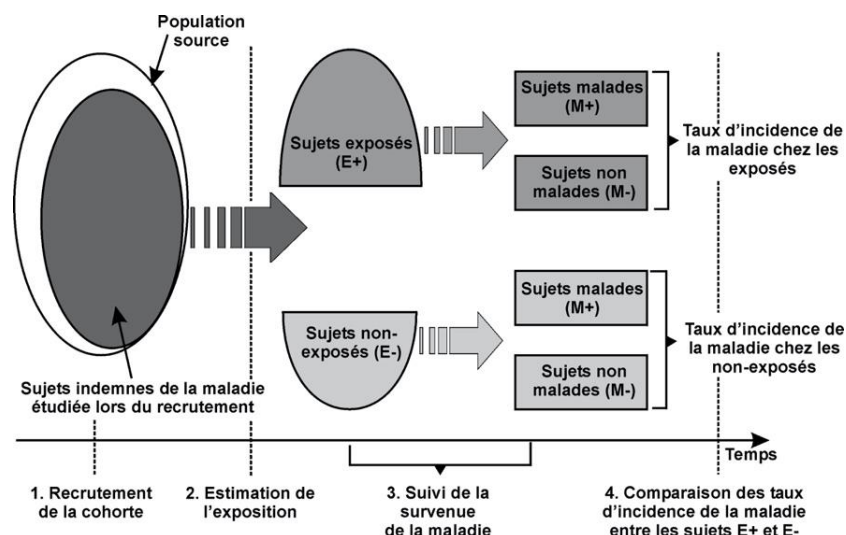 Population
source
Sujets indemnes de la maladie
étudiée lors du recrutement
Sujets exposés
(E+)
Sujets non-
exposés (E-)
Sujets malades
(M+)
Sujets non
malades (M-)
Sujets malades
(M+)
Sujets non
malades (M-)
Taux d'incidence de
la maladie chez les
exposés
Taux d'incidence de
la maladie chez les
non-exposés
Temps
1. Recrutement
de la cohorte
2. Estimation de
l'exposition
3. Suivi de la
survenue
de la maladie
4. Comparaison des taux
d'incidence de la maladie
entre les sujets E+ et E-